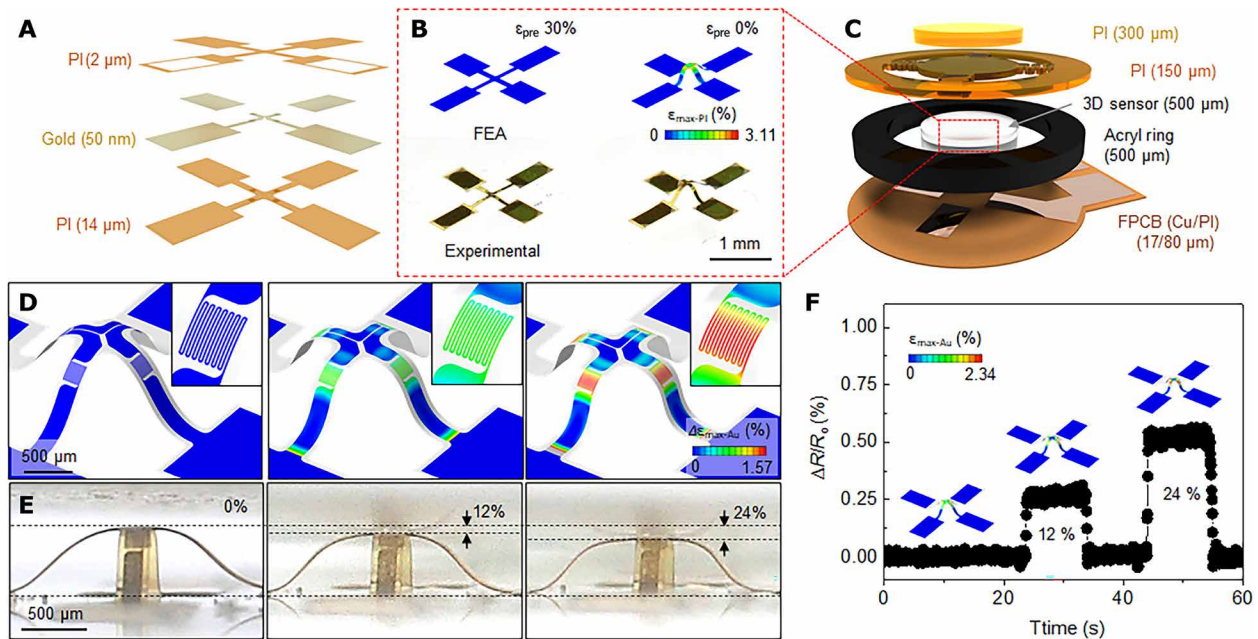 A
PI (2 µm)
Gold (50 nm)
PI (14 µm)
B
εpre 30%
εpre 0%
FEA
εmax-PI (%)
0
3.11
Experimental
1 mm
C
PI (300 µm)
PI (150 µm)
3D sensor (500 µm)
Acryl ring
(500 µm)
FPCB (Cu/PI)
(17/80 µm)
D
500 µm
Δεmax-Au (%)
0
1.57
E
0%
12%
24%
500 µm
F
ΔR/R₀ (%)
1.00
0.75
0.50
0.25
0.00
εmax-Au (%)
0
2.34
12 %
24 %
0
20
40
60
Ttime (s)